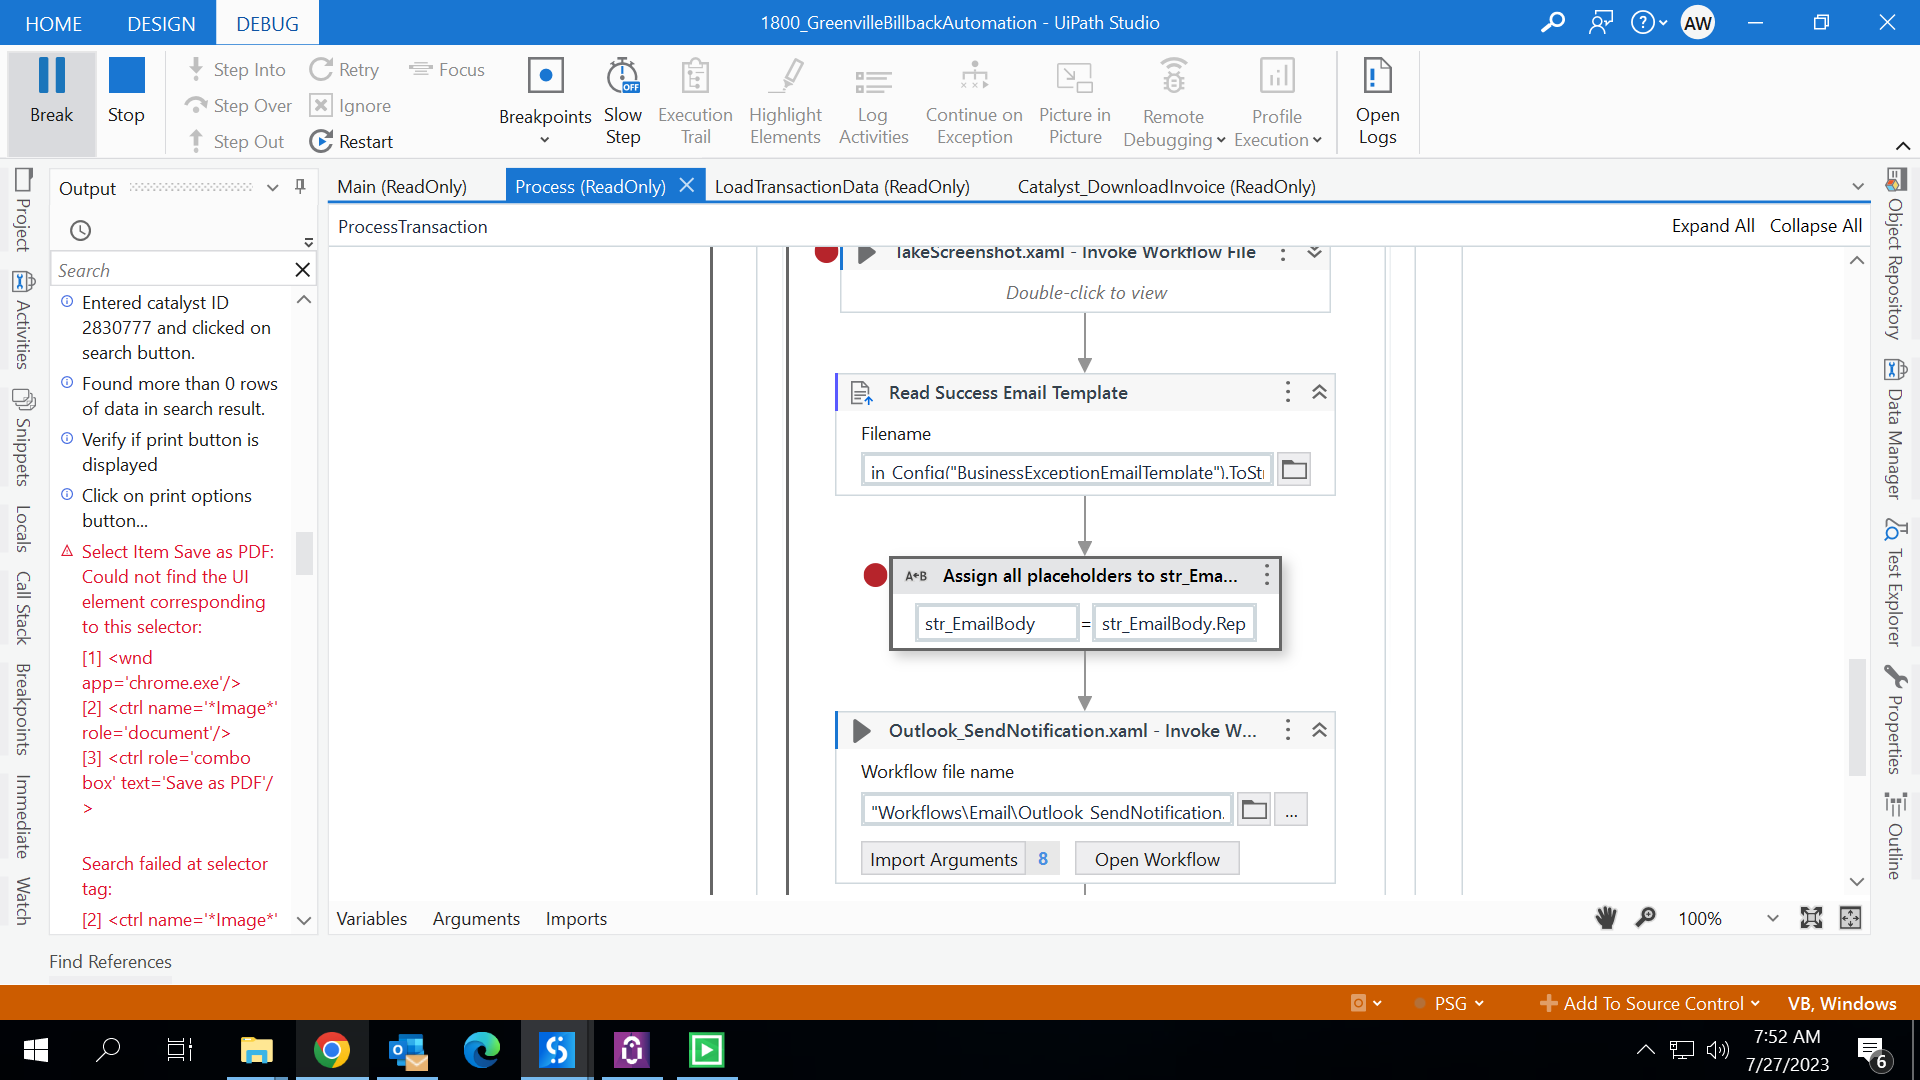 HOME
DESIGN
DEBUG
1800_GreenvilleBillbackAutomation - UiPath Studio
AW
Break
Stop
Step Into
Step Over
Step Out
Retry
Ignore
Restart
Focus
Breakpoints
Slow
Step
OFF
Execution
Trail
Highlight
Elements
Log
Activities
Continue on
Exception
Picture in
Picture
Remote
Debugging
Profile
Execution
Open
Logs
Project
Activities
Snippets
Locals
Call Stack
Breakpoints
Immediate
Watch
Output
Search
Entered catalyst ID
2830777 and clicked on
search button.
Found more than 0 rows
of data in search result.
Verify if print button is
displayed
Click on print options
button...
Select Item Save as PDF:
Could not find the UI
element corresponding
to this selector:
[1] <wnd
app='chrome.exe'/>
[2] <ctrl name='*Image*'
role='document'/>
[3] <ctrl role='combo
box' text='Save as PDF'/
>
Search failed at selector
tag:
[2] <ctrl name='*Image*'
Find References
Main (ReadOnly)
Process (ReadOnly)
LoadTransactionData (ReadOnly)
Catalyst_DownloadInvoice (ReadOnly)
ProcessTransaction
Expand All
Collapse All
TakeScreenshot.xaml - Invoke Workflow File
Double-click to view
Read Success Email Template
Filename
in_Config("BusinessExceptionEmailTemplate").ToStr
A←B
Assign all placeholders to str_Ema...
str_EmailBody
=
str_EmailBody.Rep
Outlook_SendNotification.xaml - Invoke W...
Workflow file name
"Workflows\Email\Outlook_SendNotification.
...
Import Arguments
8
Open Workflow
Variables
Arguments
Imports
100%
Object Repository
Data Manager
Test Explorer
Properties
Outline
PSG
Add To Source Control
VB, Windows
7:52 AM
7/27/2023
6